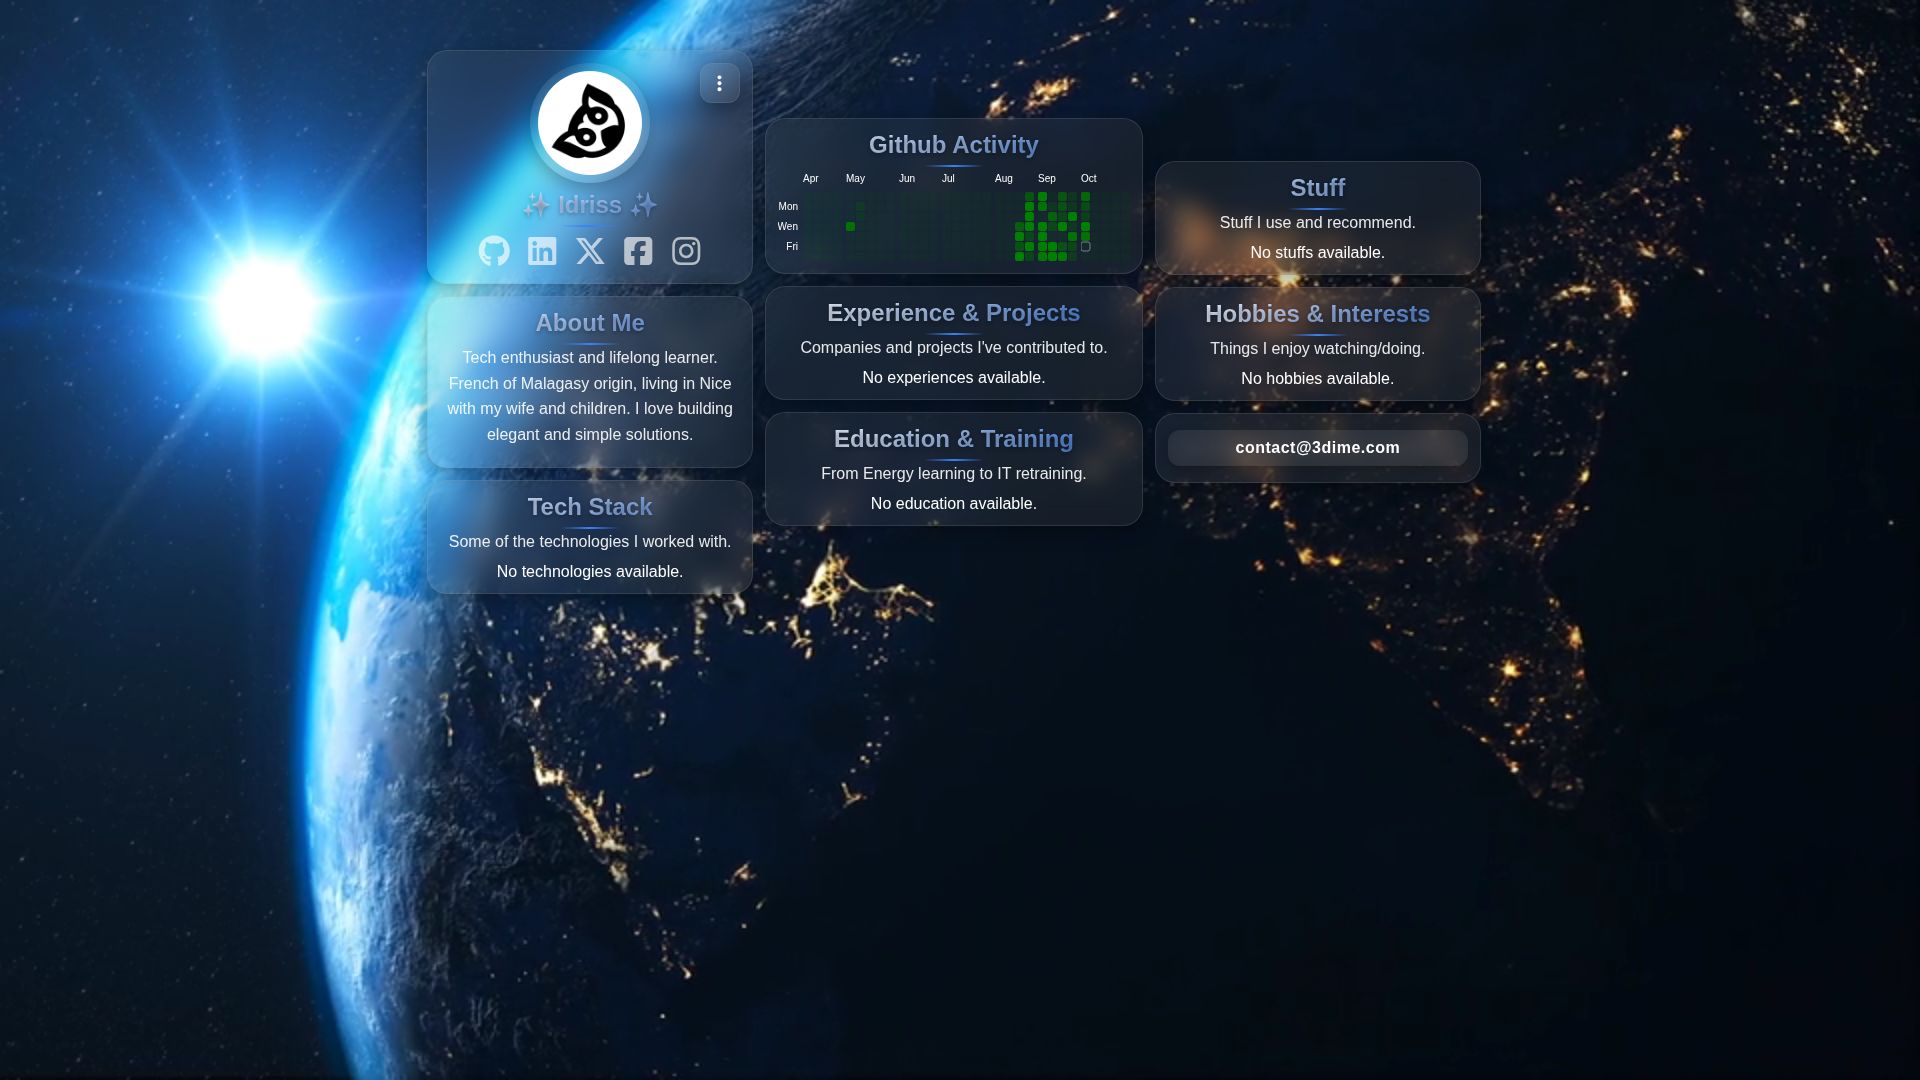 ✨ Idriss ✨
About Me
Tech enthusiast and lifelong learner.
French of Malagasy origin, living in Nice
with my wife and children. I love building
elegant and simple solutions.
Tech Stack
Some of the technologies I worked with.
No technologies available.
Github Activity
Apr May Jun Jul Aug Sep Oct
Mon
Wen
Fri
Experience & Projects
Companies and projects I've contributed to.
No experiences available.
Education & Training
From Energy learning to IT retraining.
No education available.
Stuff
Stuff I use and recommend.
No stuffs available.
Hobbies & Interests
Things I enjoy watching/doing.
No hobbies available.
contact@3dime.com